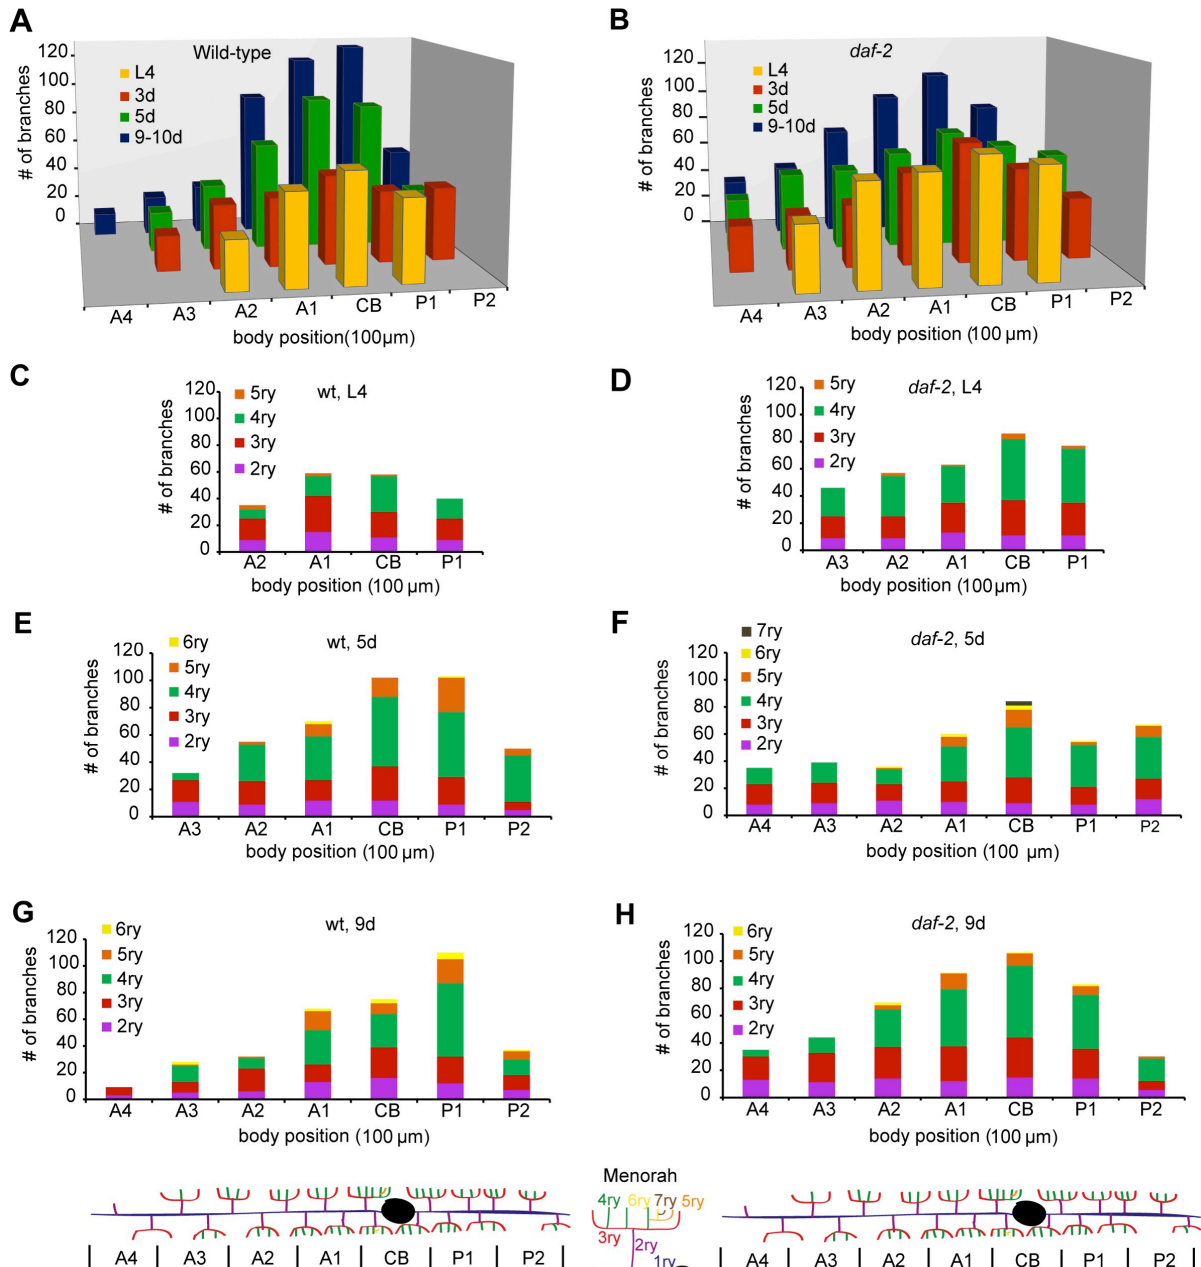 A
Wild-type
# of branches
120
100
80
60
40
20
0
L4
3d
5d
9-10d
A4 A3 A2 A1 CB P1 P2
body position(100µm)
B
daf-2
# of branches
120
100
80
60
40
20
0
L4
3d
5d
9-10d
A4 A3 A2 A1 CB P1 P2
body position (100µm)
C
wt, L4
# of branches
120
100
80
60
40
20
0
5ry
4ry
3ry
2ry
A2 A1 CB P1
body position (100 µm)
D
daf-2, L4
# of branches
120
100
80
60
40
20
0
5ry
4ry
3ry
2ry
A3 A2 A1 CB P1
body position (100 µm)
E
wt, 5d
# of branches
120
100
80
60
40
20
0
6ry
5ry
4ry
3ry
2ry
A3 A2 A1 CB P1 P2
body position (100 µm)
F
daf-2, 5d
# of branches
120
100
80
60
40
20
0
7ry
6ry
5ry
4ry
3ry
2ry
A4 A3 A2 A1 CB P1 P2
body position (100 µm)
G
wt, 9d
# of branches
120
100
80
60
40
20
0
6ry
5ry
4ry
3ry
2ry
A4 A3 A2 A1 CB P1 P2
body position (100 µm)
H
daf-2, 9d
# of branches
120
100
80
60
40
20
0
6ry
5ry
4ry
3ry
2ry
A4 A3 A2 A1 CB P1 P2
body position (100 µm)
A4 A3 A2 A1 CB P1 P2
Menorah
4ry 6ry 7ry 5ry
3ry
2ry
1ry
A4 A3 A2 A1 CB P1 P2